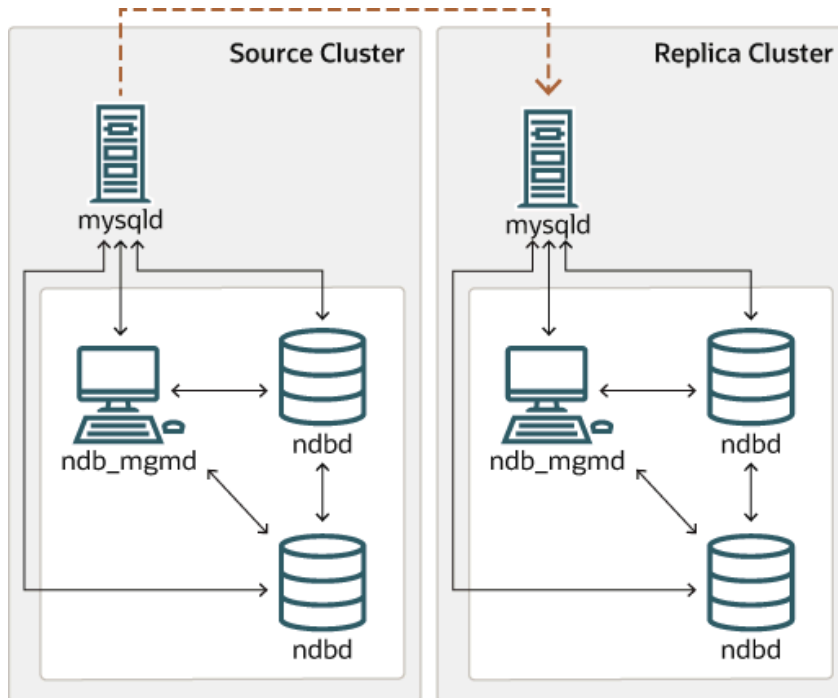 Source Cluster
mysqld
ndb_mgmd
ndbd
ndbd
Replica Cluster
mysqld
ndb_mgmd
ndbd
ndbd